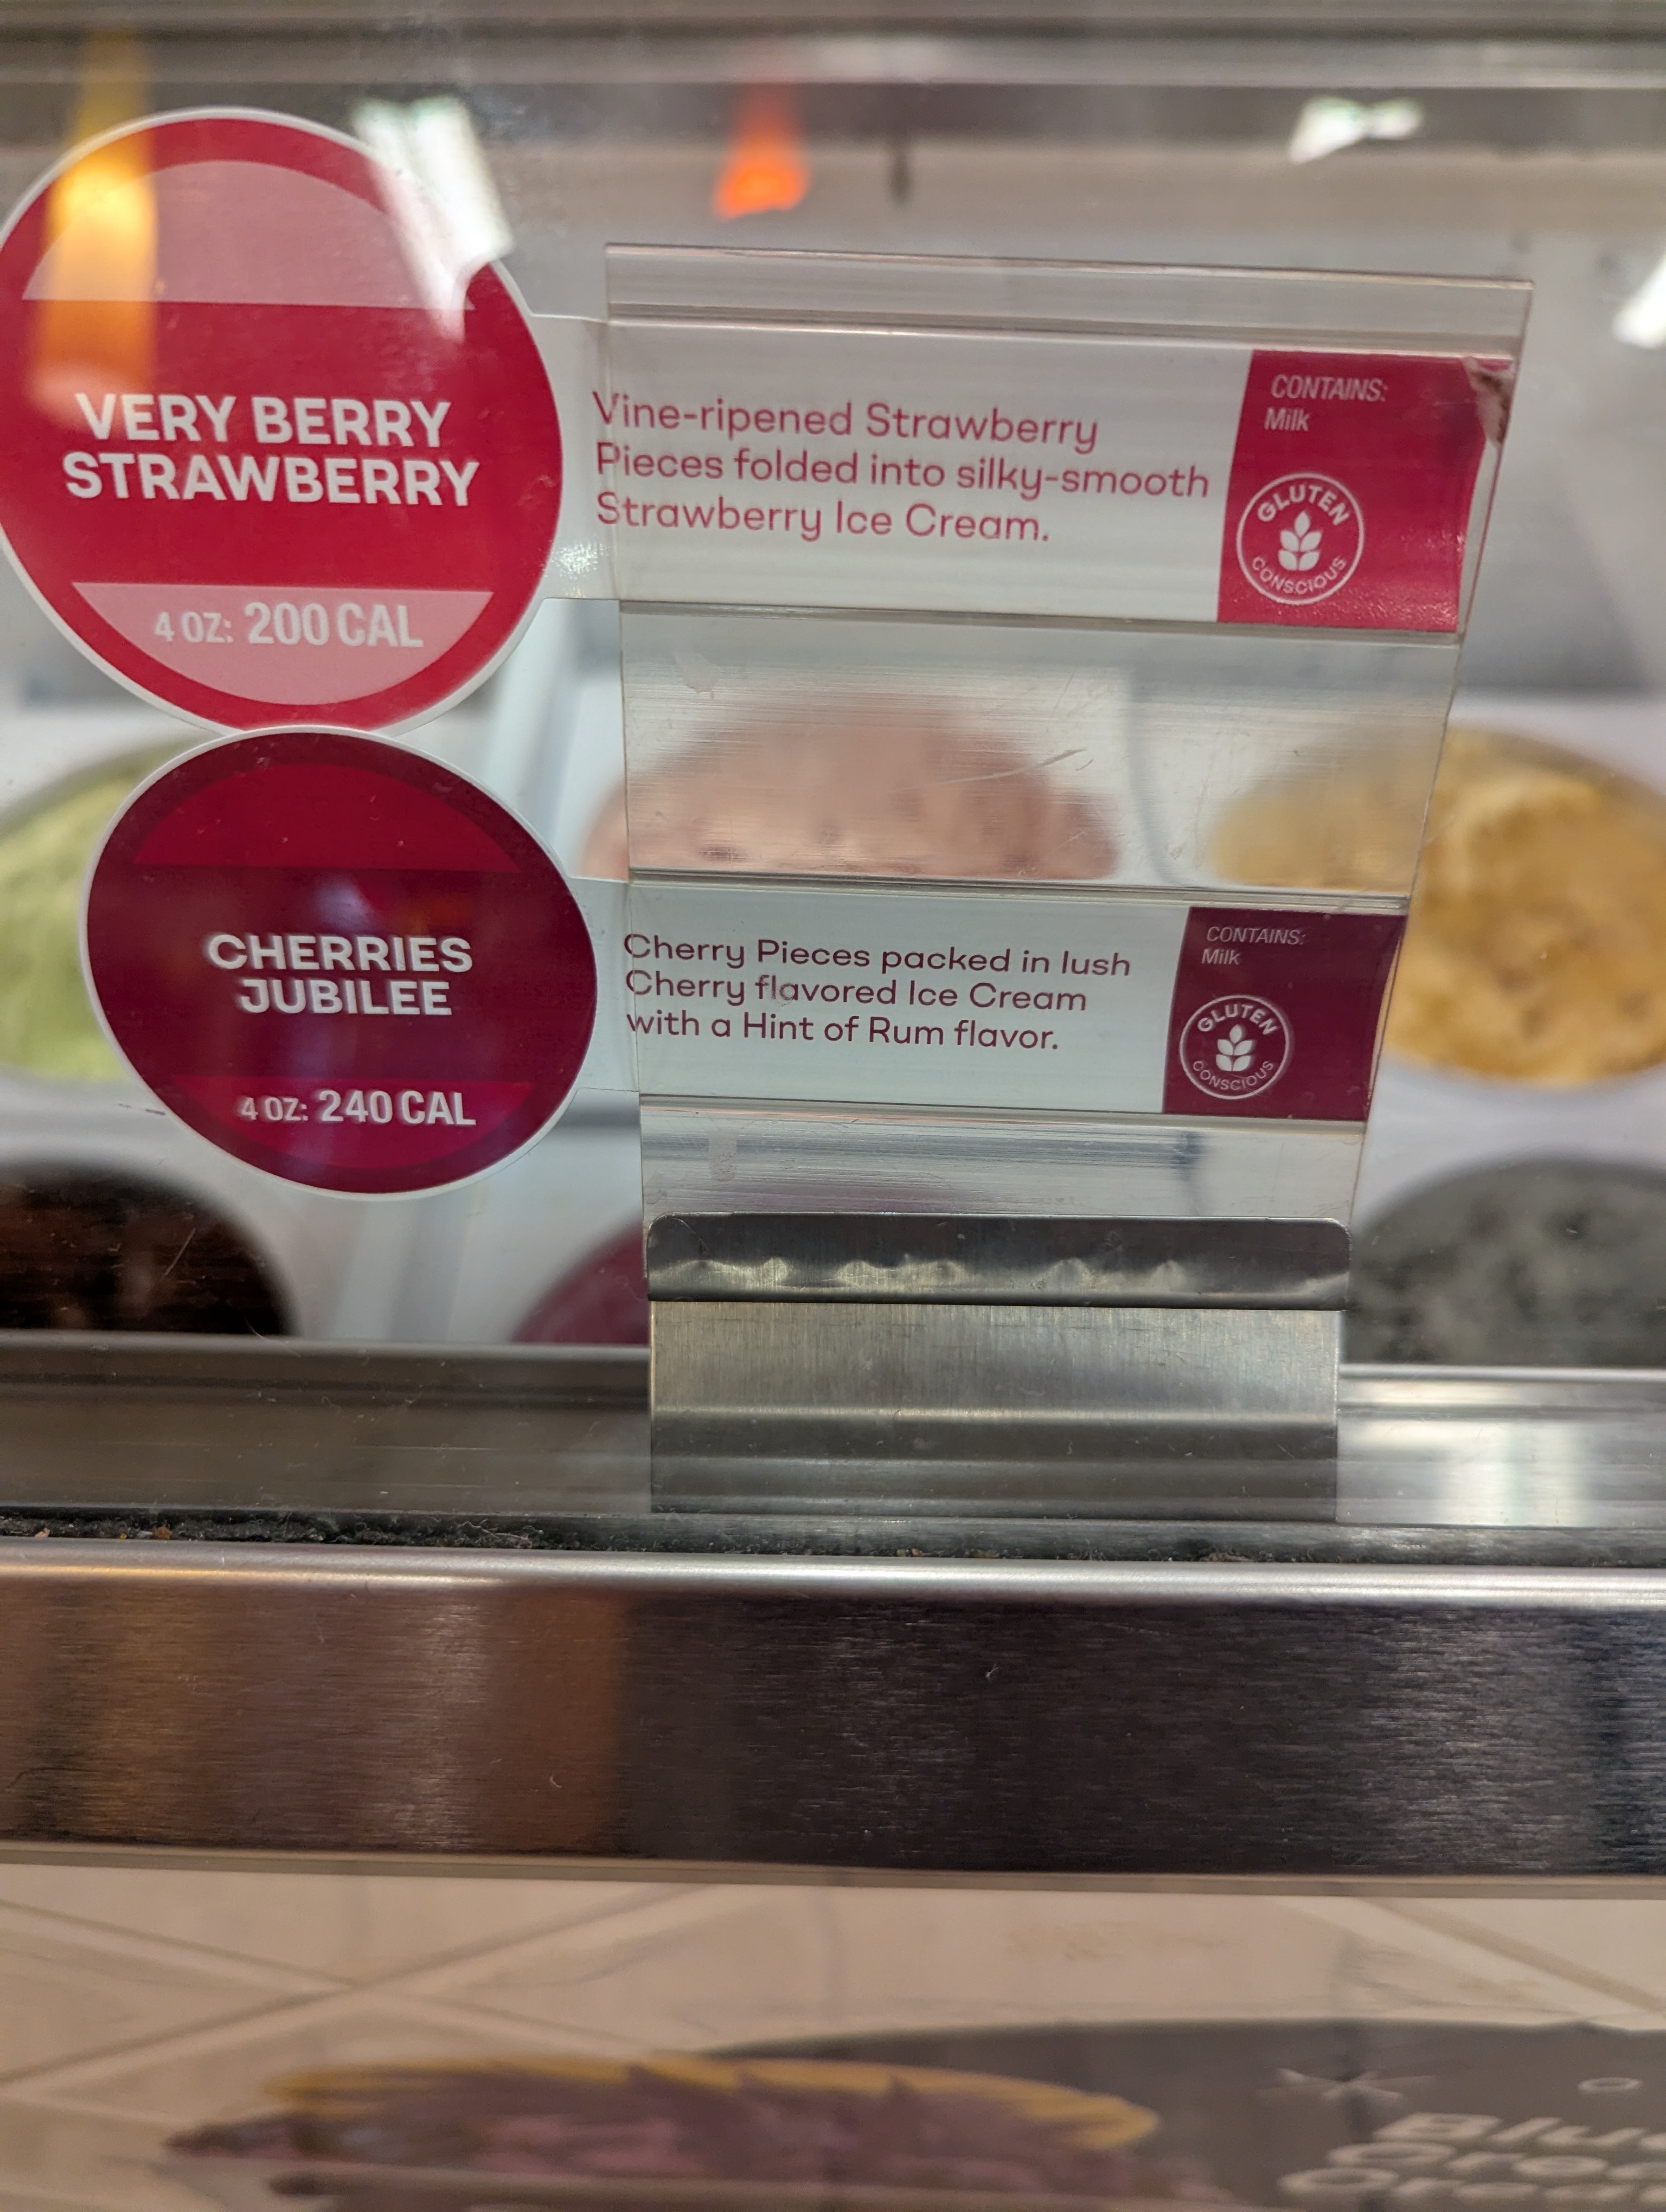 VERY BERRY
STRAWBERRY
4 OZ: 200 CAL
Vine-ripened Strawberry
Pieces folded into silky-smooth
Strawberry Ice Cream.
CONTAINS:
Milk
GLUTEN
CONSCIOUS
CHERRIES
JUBILEE
4 OZ: 240 CAL
Cherry Pieces packed in lush
Cherry flavored Ice Cream
with a Hint of Rum flavor.
CONTAINS:
Milk
GLUTEN
CONSCIOUS